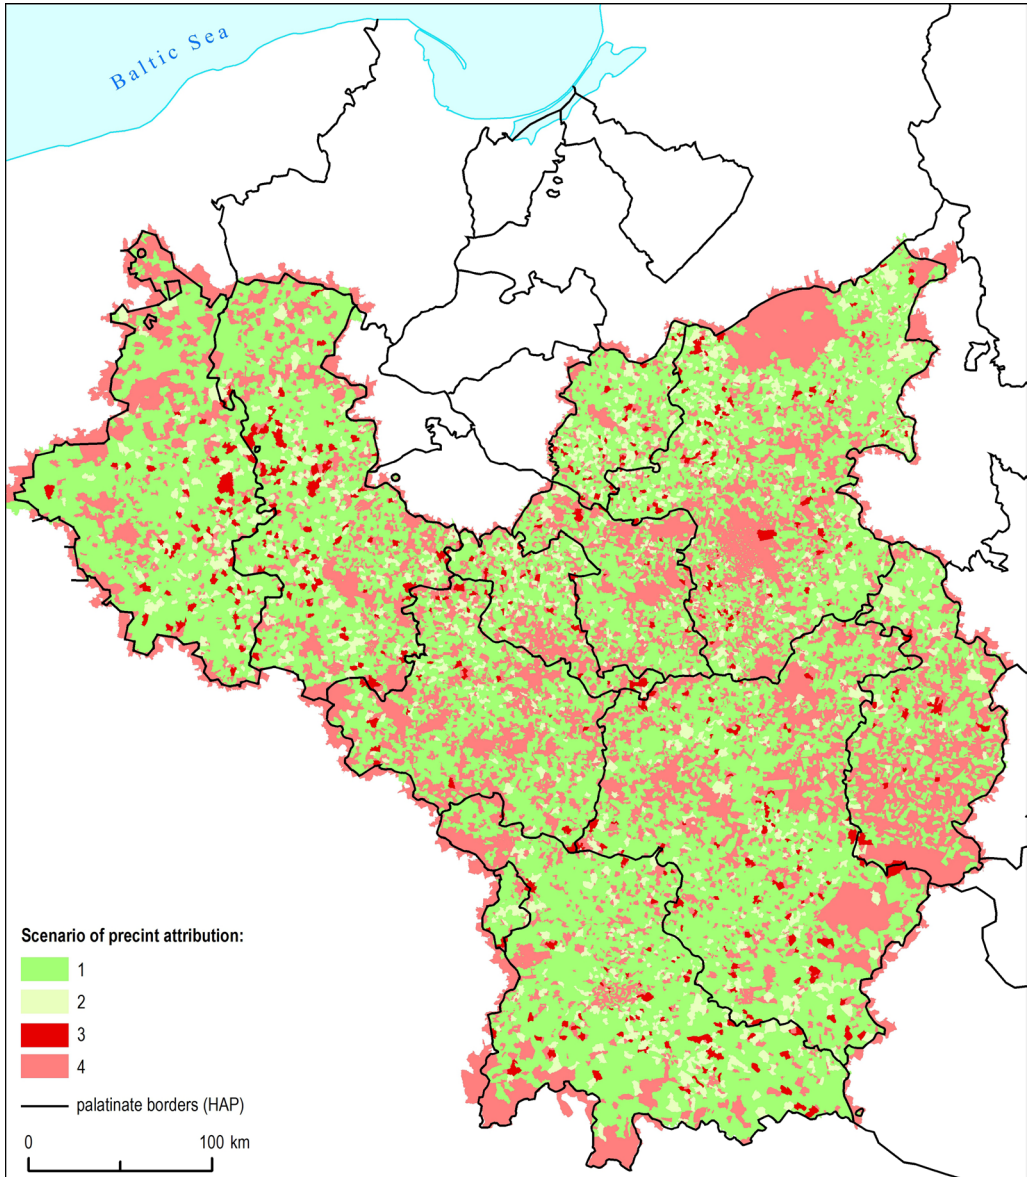 Baltic Sea
Scenario of precint attribution:
1
2
3
4
palatinate borders (HAP)
0 100 km